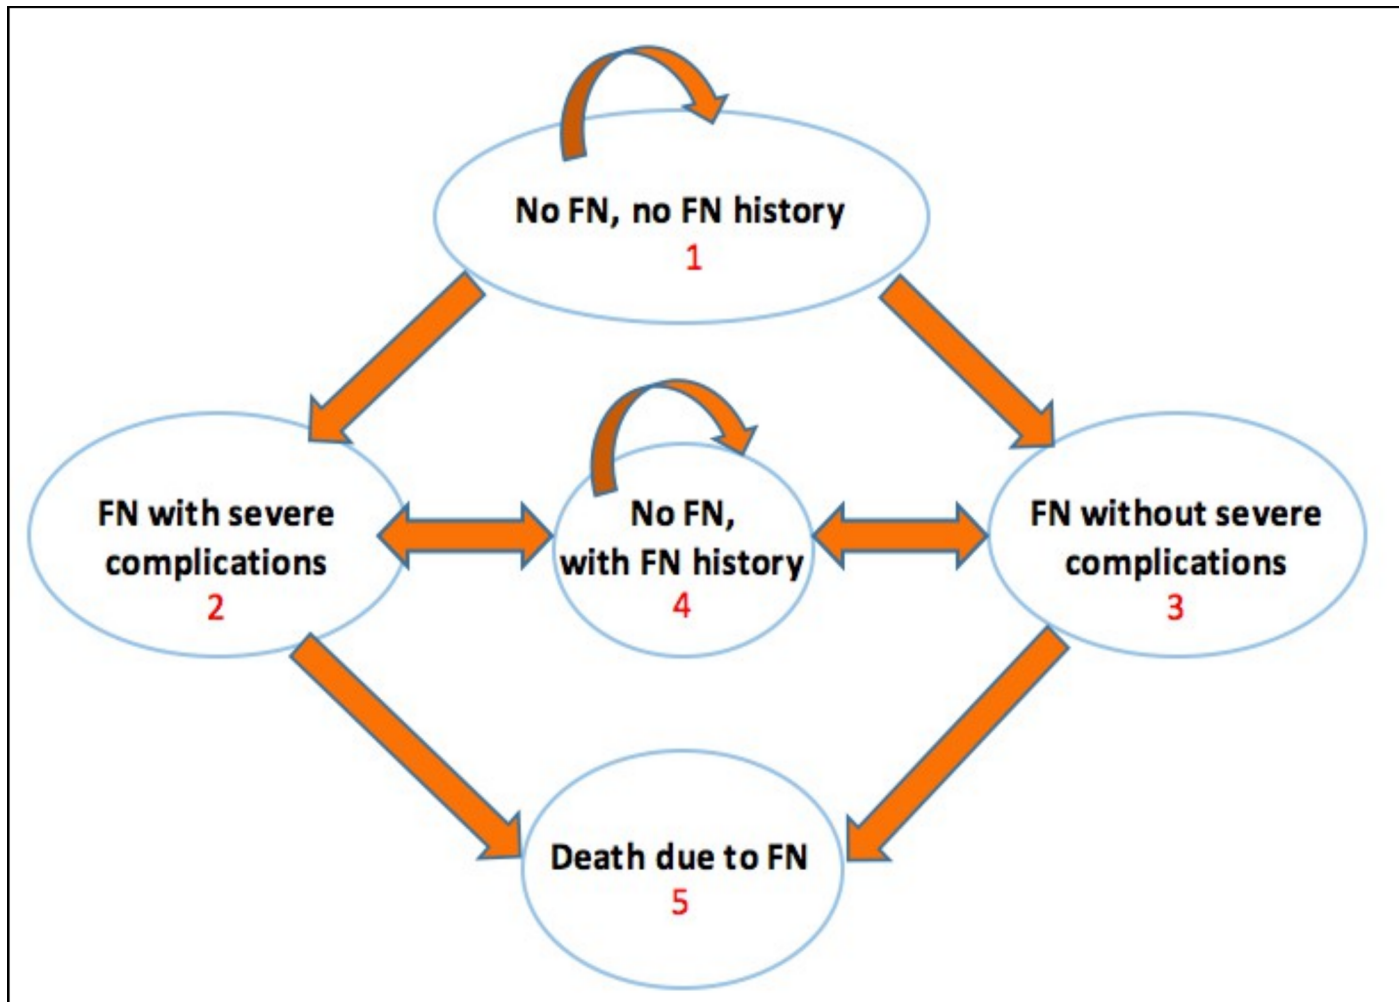 No FN, no FN history
1
FN with severe
complications
2
No FN,
with FN history
4
FN without severe
complications
3
Death due to FN
5